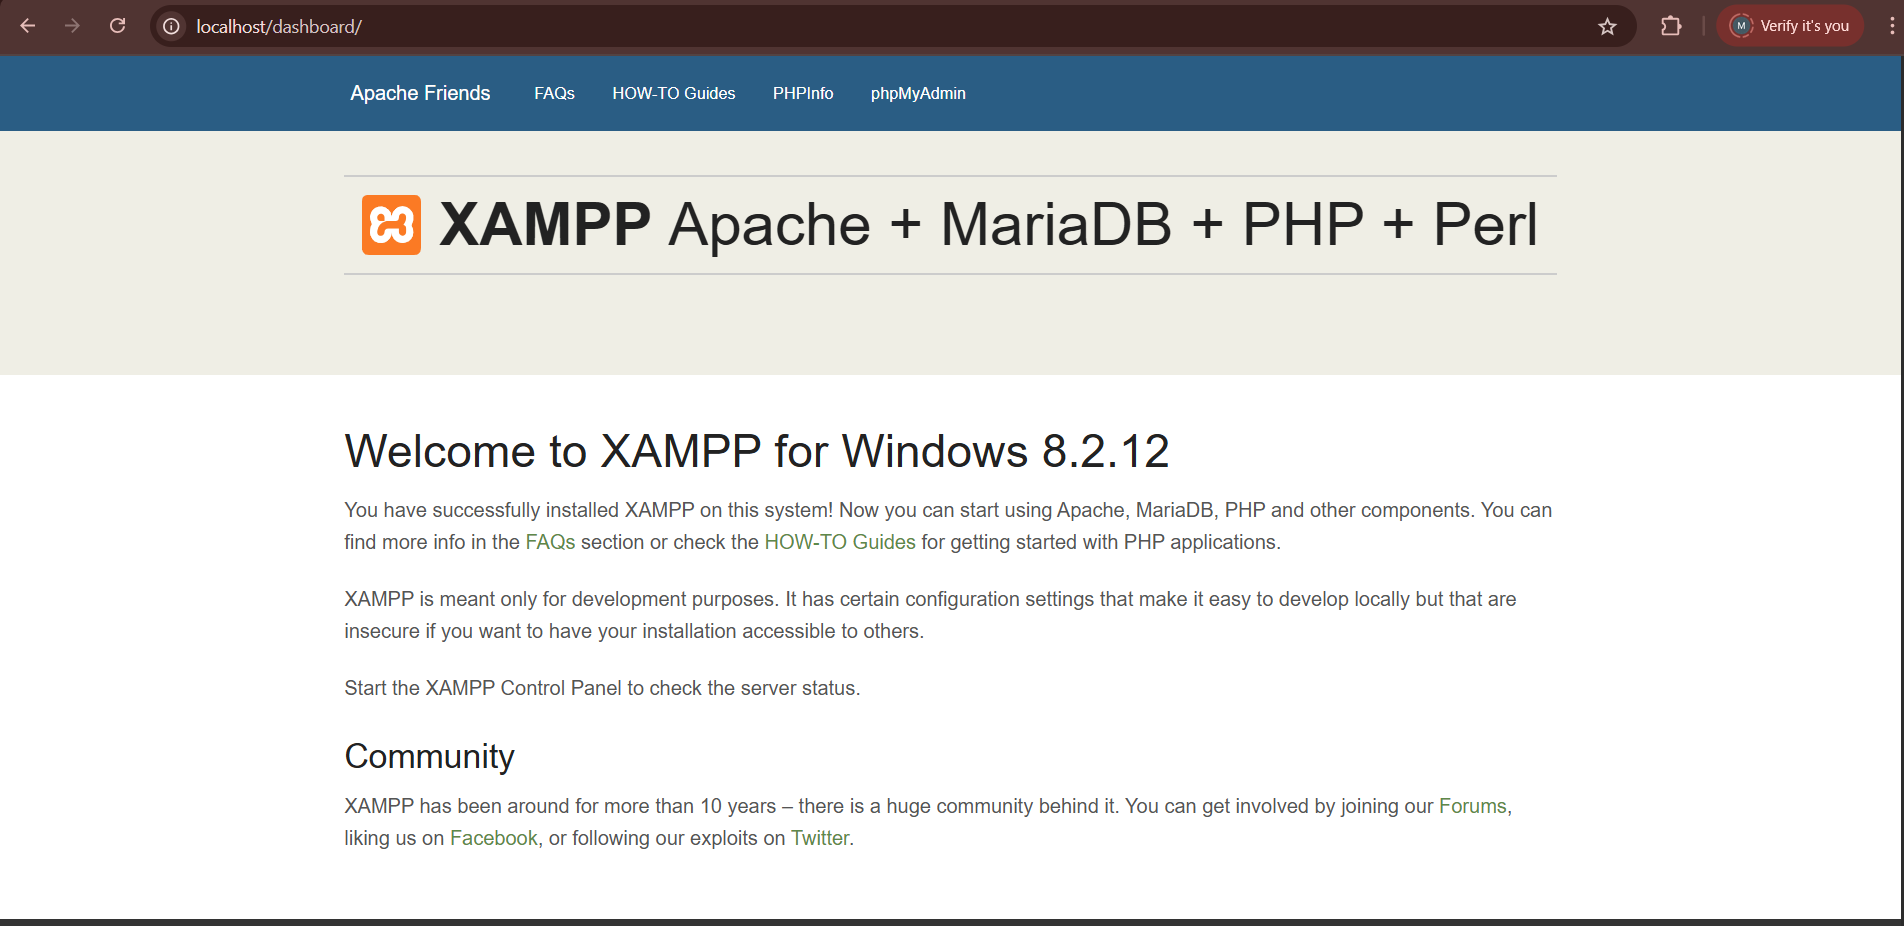 localhost/dashboard/
M Verify it's you
Apache Friends FAQs HOW-TO Guides PHPInfo phpMyAdmin
XAMPP Apache + MariaDB + PHP + Perl
Welcome to XAMPP for Windows 8.2.12
You have successfully installed XAMPP on this system! Now you can start using Apache, MariaDB, PHP and other components. You can
find more info in the FAQs section or check the HOW-TO Guides for getting started with PHP applications.
XAMPP is meant only for development purposes. It has certain configuration settings that make it easy to develop locally but that are
insecure if you want to have your installation accessible to others.
Start the XAMPP Control Panel to check the server status.
Community
XAMPP has been around for more than 10 years – there is a huge community behind it. You can get involved by joining our Forums,
liking us on Facebook, or following our exploits on Twitter.